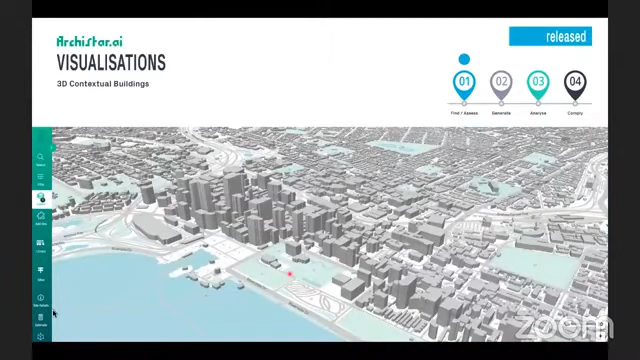 Archistar.ai
released
VISUALISATIONS
3D Contextual Buildings
01
02
03
04
Find / Assess
Generate
Analyse
Comply
zoom